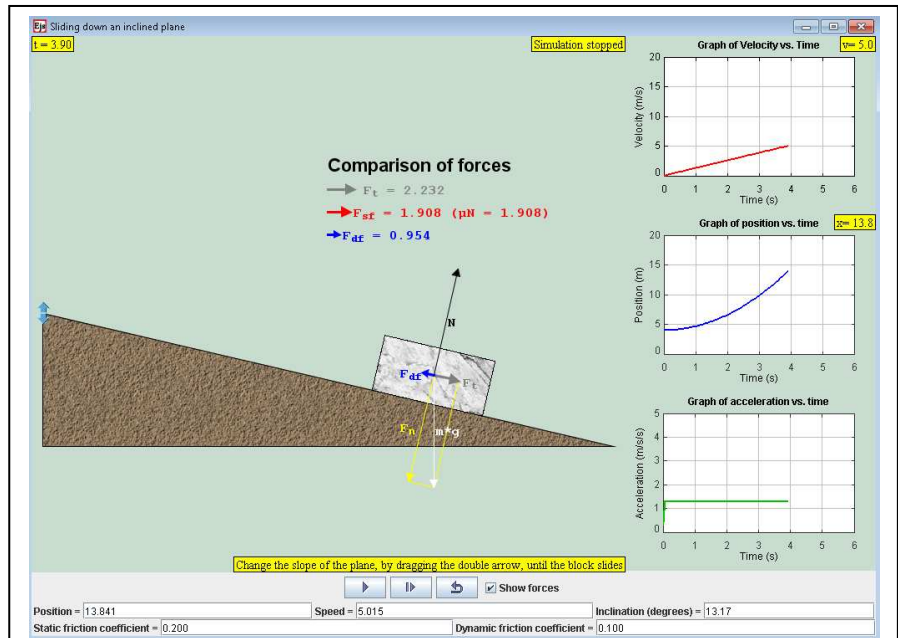 Ejs Sliding down an inclined plane
t = 3.90
Simulation stopped
Graph of Velocity vs. Time
v= 5.0
20
15
10
5
0
Velocity (m/s)
0 1 2 3 4 5 6
Time (s)
Comparison of forces
Ft = 2.232
Fsf = 1.908 (µN = 1.908)
Fdf = 0.954
Graph of position vs. time
x= 13.8
20
15
10
5
0
Position (m)
0 1 2 3 4 5 6
Time (s)
N
Fdf
Ft
Fn
m*g
Graph of acceleration vs. time
5
4
3
2
1
0
Acceleration (m/s/s)
0 1 2 3 4 5 6
Time (s)
Change the slope of the plane, by dragging the double arrow, until the block slides
Show forces
Position = 13.841 Speed = 5.015 Inclination (degrees) = 13.17
Static friction coefficient = 0.200 Dynamic friction coefficient = 0.100